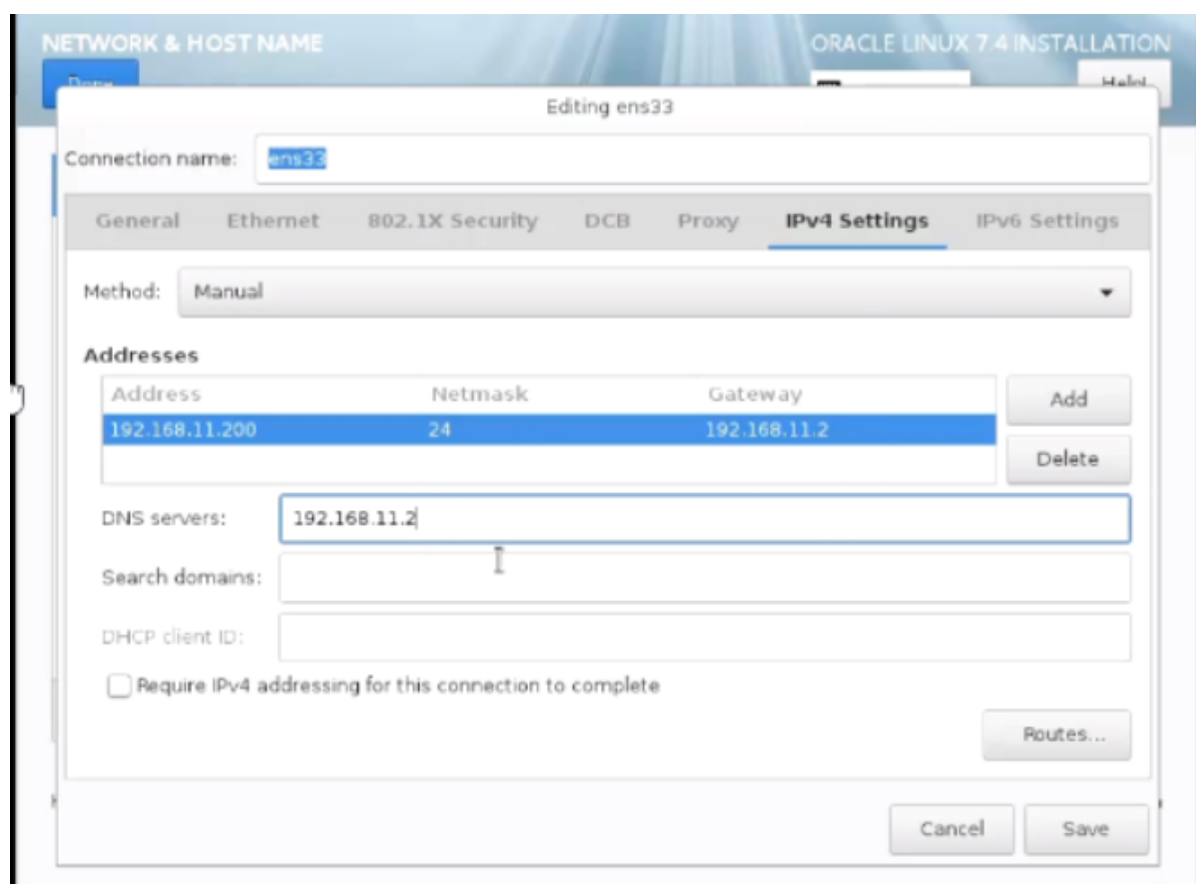 NETWORK & HOST NAME
ORACLE LINUX 7.4 INSTALLATION
Done
Help!
Editing ens33
Connection name: ens33
General Ethernet 802.1X Security DCB Proxy IPv4 Settings IPv6 Settings
Method: Manual
Addresses
Address Netmask Gateway
192.168.11.200 24 192.168.11.2
Add
Delete
DNS servers: 192.168.11.2
Search domains:
DHCP client ID:
Require IPv4 addressing for this connection to complete
Routes...
Cancel Save